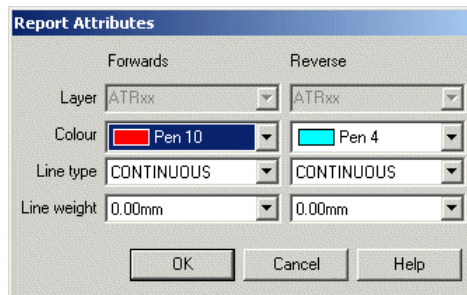 Report Attributes
Forwards Reverse
Layer ATRxx ATRxx
Colour Pen 10 Pen 4
Line type CONTINUOUS CONTINUOUS
Line weight 0.00mm 0.00mm
OK Cancel Help